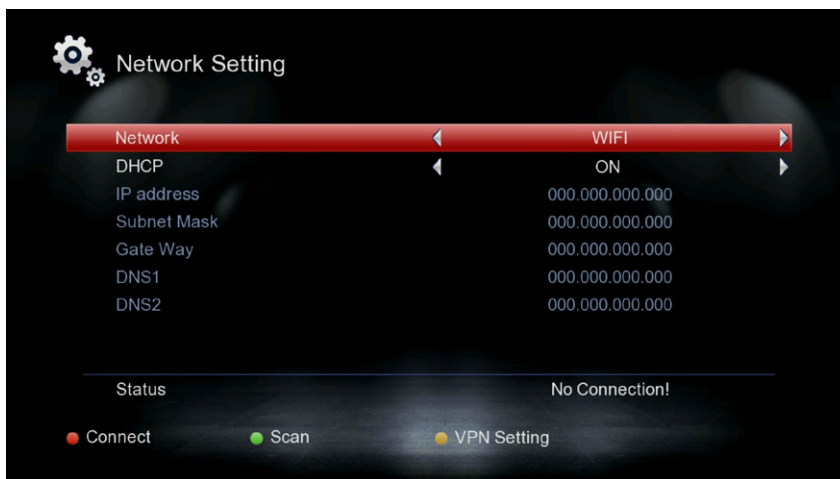 Network Setting
Network WIFI
DHCP ON
IP address 000.000.000.000
Subnet Mask 000.000.000.000
Gate Way 000.000.000.000
DNS1 000.000.000.000
DNS2 000.000.000.000
Status No Connection!
Connect Scan VPN Setting